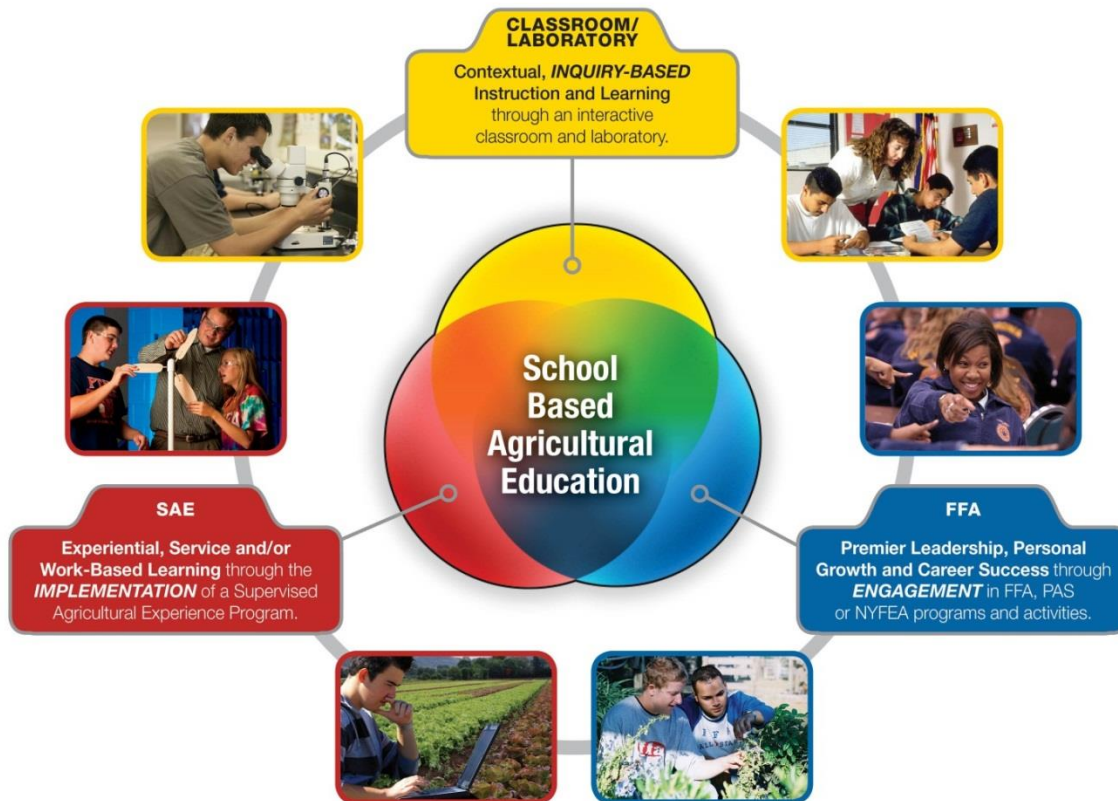 CLASSROOM/
LABORATORY
Contextual, INQUIRY-BASED
Instruction and Learning
through an interactive
classroom and laboratory.
School
Based
Agricultural
Education
SAE
Experiential, Service and/or
Work-Based Learning through the
IMPLEMENTATION of a Supervised
Agricultural Experience Program.
FFA
Premier Leadership, Personal
Growth and Career Success through
ENGAGEMENT in FFA, PAS
or NYFEA programs and activities.